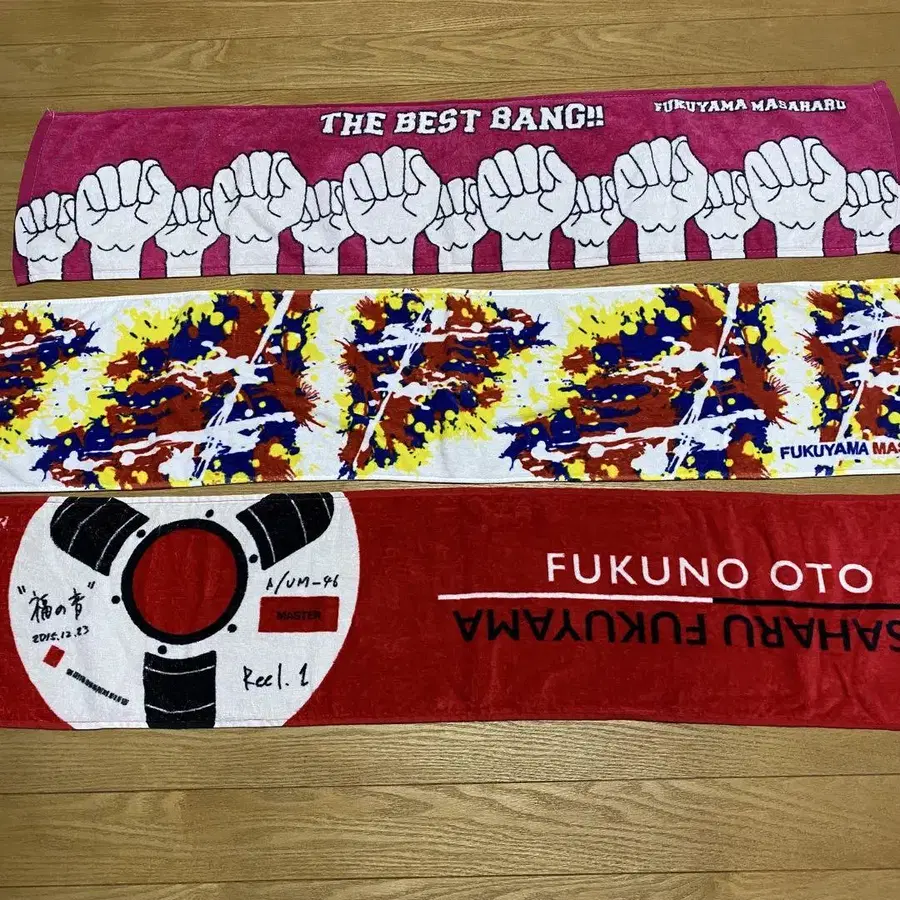 THE BEST BANG!!
FUKUYAMA MASAHARU
FUKUYAMA MAS
"福の音"
2015.12.23
A/UM-46
MASTER
Reel.1
FUKUNO OTO
SAHARU FUKUYAMA